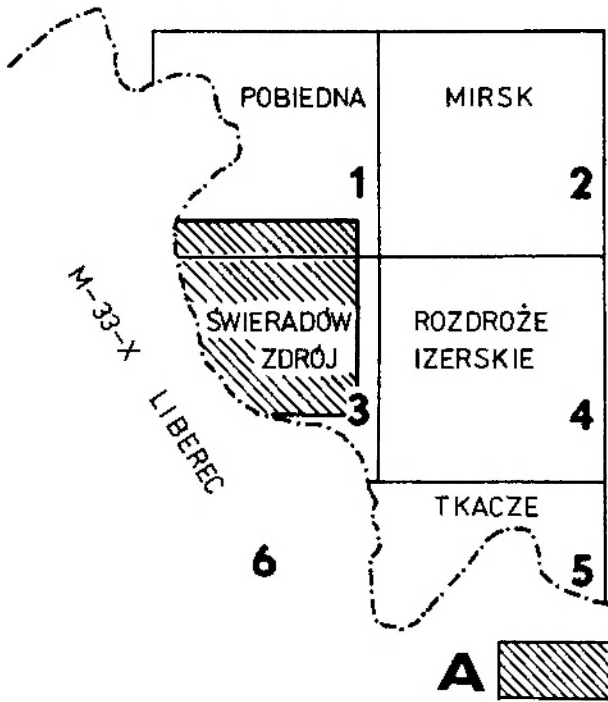 POBIEDNA
MIRSK
1
2
ŚWIERADÓW
ZDRÓJ
3
ROZDROŻE
IZERSKIE
4
M-33-X LIBEREC
TKACZE
5
6
A